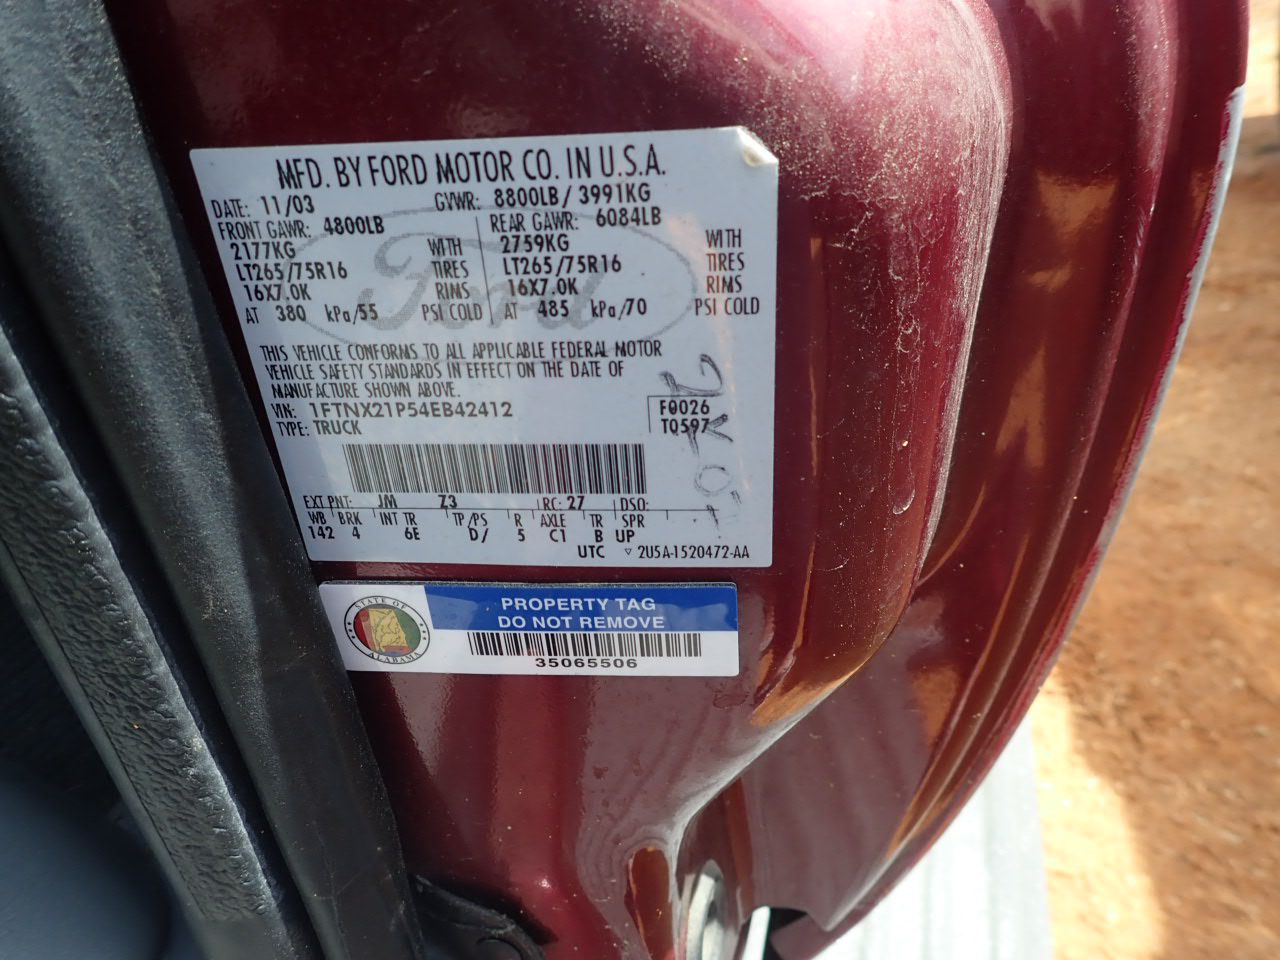 MFD. BY FORD MOTOR CO. IN U.S.A.
DATE: 11/03 GVWR: 8800LB/ 3991KG
FRONT GAWR: 4800LB REAR GAWR: 6084LB
2177KG WITH 2759KG WITH
LT265/75R16 TIRES LT265/75R16 TIRES
16X7.0K RIMS 16X7.0K RIMS
AT 380 kPa/55 PSI COLD AT 485 kPa/70 PSI COLD
Ford
THIS VEHICLE CONFORMS TO ALL APPLICABLE FEDERAL MOTOR
VEHICLE SAFETY STANDARDS IN EFFECT ON THE DATE OF
MANUFACTURE SHOWN ABOVE.
VIN: 1FTNX21P54EB42412 F0026
TYPE: TRUCK TQ597
EXT PNT: JM Z3 RC: 27 DSO:
WB BRK INT TR TP/PS R AXLE TR SPR
142 4 6E D/ 5 C1 B UP
UTC ▽ 2U5A-1520472-AA
STATE OF
ALABAMA
PROPERTY TAG
DO NOT REMOVE
35065506